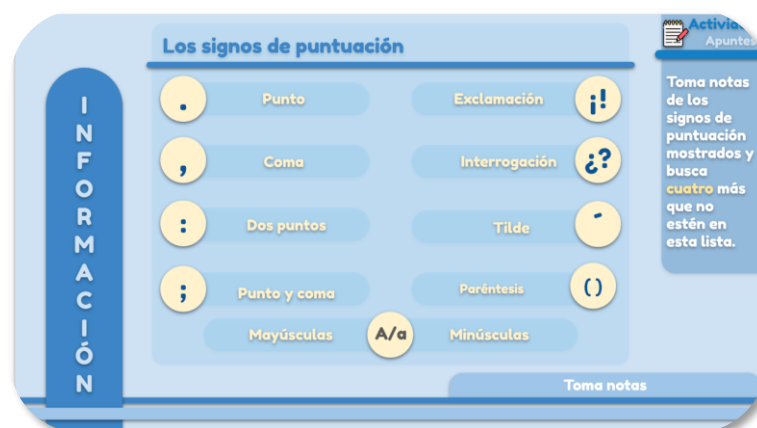 Los signos de puntuación
INFORMACIÓN
. Punto
, Coma
: Dos puntos
; Punto y coma
Exclamación ¡!
Interrogación ¿?
Tilde ´
Paréntesis ()
Mayúsculas A/a Minúsculas
Apuntes
Toma notas
de los
signos de
puntuación
mostrados y
busca
cuatro más
que no
estén en
esta lista.
Toma notas